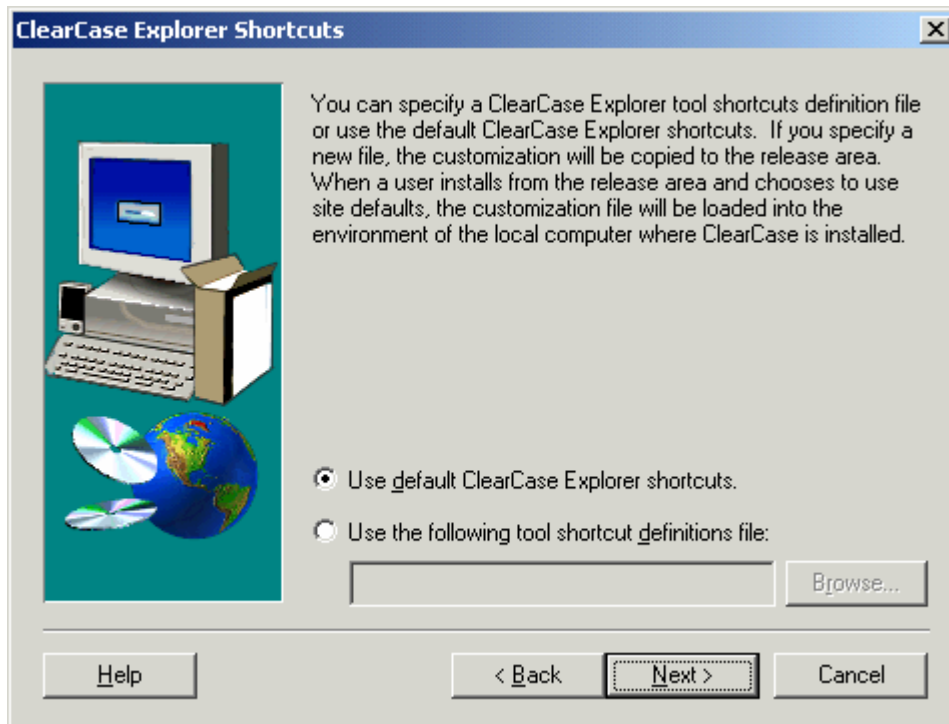 ClearCase Explorer Shortcuts
You can specify a ClearCase Explorer tool shortcuts definition file
or use the default ClearCase Explorer shortcuts.  If you specify a
new file, the customization will be copied to the release area.
When a user installs from the release area and chooses to use
site defaults, the customization file will be loaded into the
environment of the local computer where ClearCase is installed.
Use default ClearCase Explorer shortcuts.
Use the following tool shortcut definitions file:
Browse...
Help
< Back
Next >
Cancel